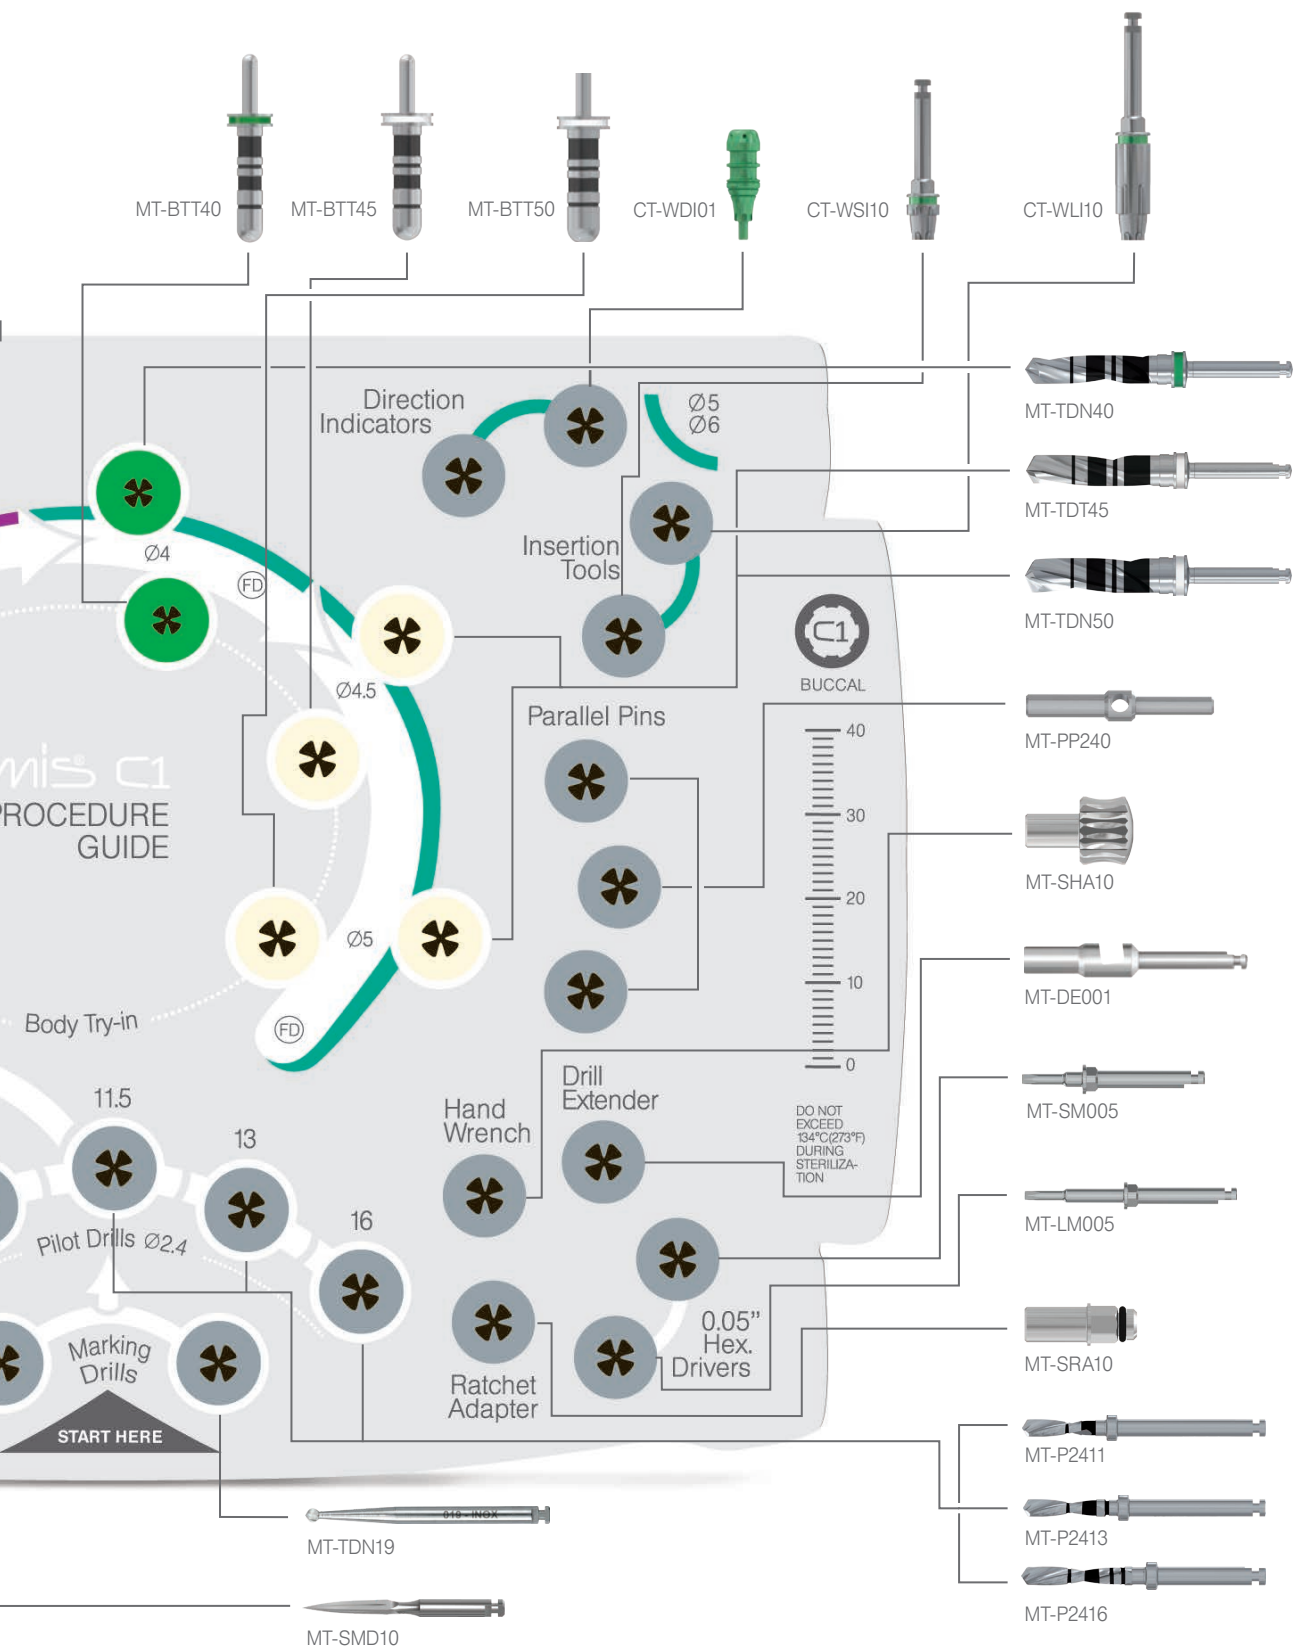 MT-BTT40
MT-BTT45
MT-BTT50
CT-WDI01
CT-WSI10
CT-WLI10
MT-TDN40
MT-TDT45
MT-TDN50
MT-PP240
MT-SHA10
MT-DE001
MT-SM005
MT-LM005
MT-SRA10
MT-P2411
MT-P2413
MT-P2416
Direction
Indicators
Ø5
Ø6
Insertion
Tools
Ø4
FD
Ø4.5
C1
BUCCAL
Parallel Pins
40
30
20
10
0
mis® C1
PROCEDURE
GUIDE
Ø5
FD
Body Try-in
Drill
Extender
Hand
Wrench
DO NOT
EXCEED
134°C(273°F)
DURING
STERILIZA-
TION
11.5
13
16
Pilot Drills Ø2.4
0.05”
Hex.
Drivers
Ratchet
Adapter
Marking
Drills
START HERE
019 - INOX
MT-TDN19
MT-SMD10